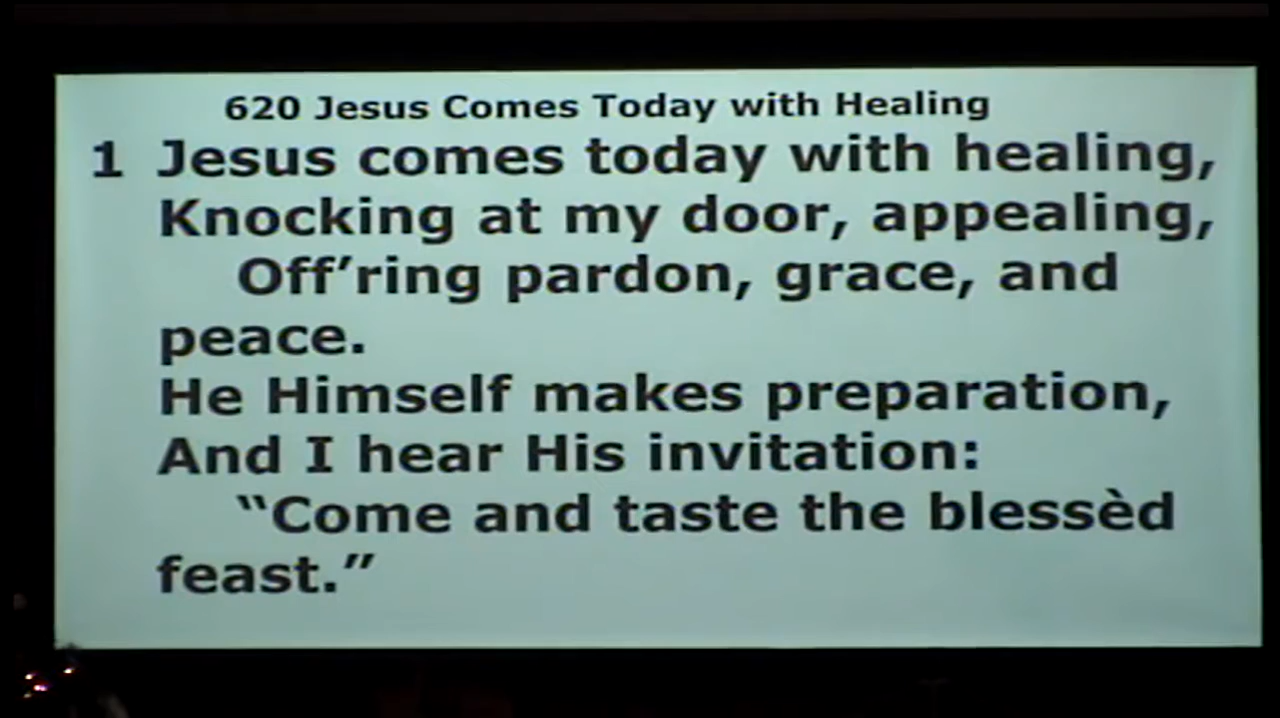 620 Jesus Comes Today with Healing
1 Jesus comes today with healing,
Knocking at my door, appealing,
Off’ring pardon, grace, and
peace.
He Himself makes preparation,
And I hear His invitation:
“Come and taste the blessèd
feast.”